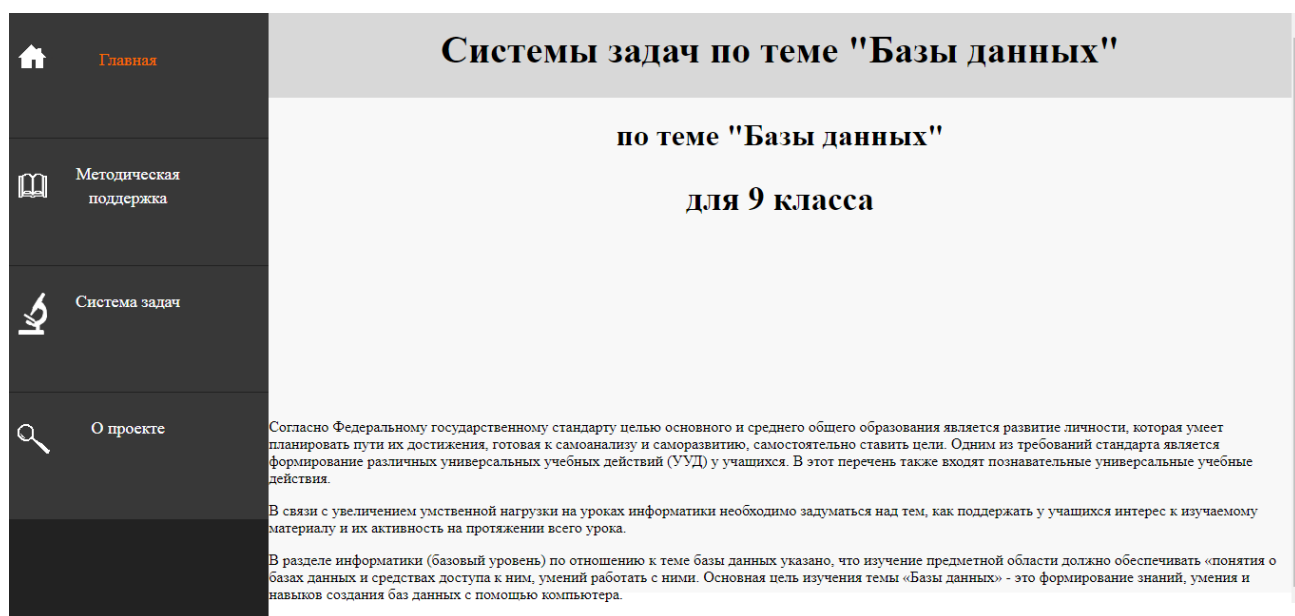 Главная
Методическая
поддержка
Система задач
О проекте
Системы задач по теме "Базы данных"
по теме "Базы данных"
для 9 класса
Согласно Федеральному государственному стандарту целью основного и среднего общего образования является развитие личности, которая умеет
планировать пути их достижения, готовая к самоанализу и саморазвитию, самостоятельно ставить цели. Одним из требований стандарта является
формирование различных универсальных учебных действий (УУД) у учащихся. В этот перечень также входят познавательные универсальные учебные
действия.
В связи с увеличением умственной нагрузки на уроках информатики необходимо задуматься над тем, как поддержать у учащихся интерес к изучаемому
материалу и их активность на протяжении всего урока.
В разделе информатики (базовый уровень) по отношению к теме базы данных указано, что изучение предметной области должно обеспечивать «понятия о
базах данных и средствах доступа к ним, умений работать с ними. Основная цель изучения темы «Базы данных» - это формирование знаний, умения и
навыков создания баз данных с помощью компьютера.